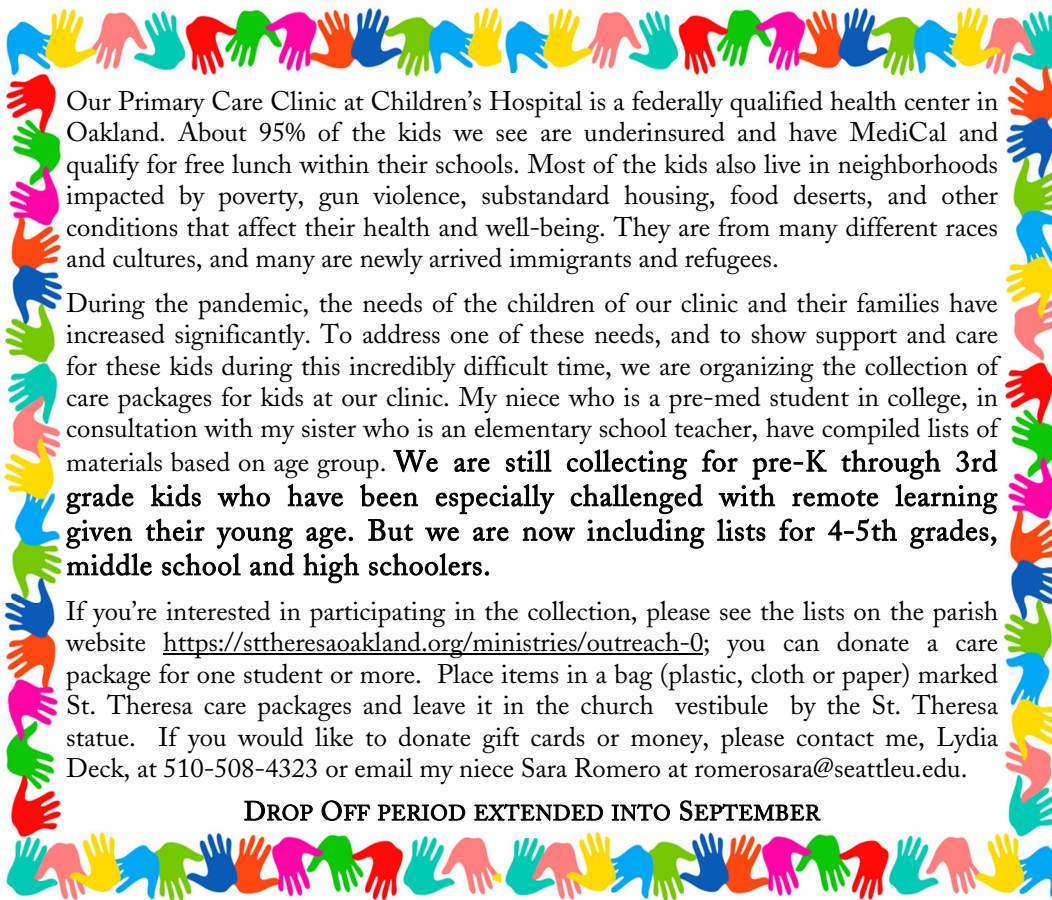 Our Primary Care Clinic at Children's Hospital is a federally qualified health center in
Oakland. About 95% of the kids we see are underinsured and have MediCal and
qualify for free lunch within their schools. Most of the kids also live in neighborhoods
impacted by poverty, gun violence, substandard housing, food deserts, and other
conditions that affect their health and well-being. They are from many different races
and cultures, and many are newly arrived immigrants and refugees.
During the pandemic, the needs of the children of our clinic and their families have
increased significantly. To address one of these needs, and to show support and care
for these kids during this incredibly difficult time, we are organizing the collection of
care packages for kids at our clinic. My niece who is a pre-med student in college, in
consultation with my sister who is an elementary school teacher, have compiled lists of
materials based on age group. We are still collecting for pre-K through 3rd
grade kids who have been especially challenged with remote learning
given their young age. But we are now including lists for 4-5th grades,
middle school and high schoolers.
If you're interested in participating in the collection, please see the lists on the parish
website https://sttheresaoakland.org/ministries/outreach-0; you can donate a care
package for one student or more. Place items in a bag (plastic, cloth or paper) marked
St. Theresa care packages and leave it in the church vestibule by the St. Theresa
statue. If you would like to donate gift cards or money, please contact me, Lydia
Deck, at 510-508-4323 or email my niece Sara Romero at romerosara@seattleu.edu.
DROP OFF PERIOD EXTENDED INTO SEPTEMBER